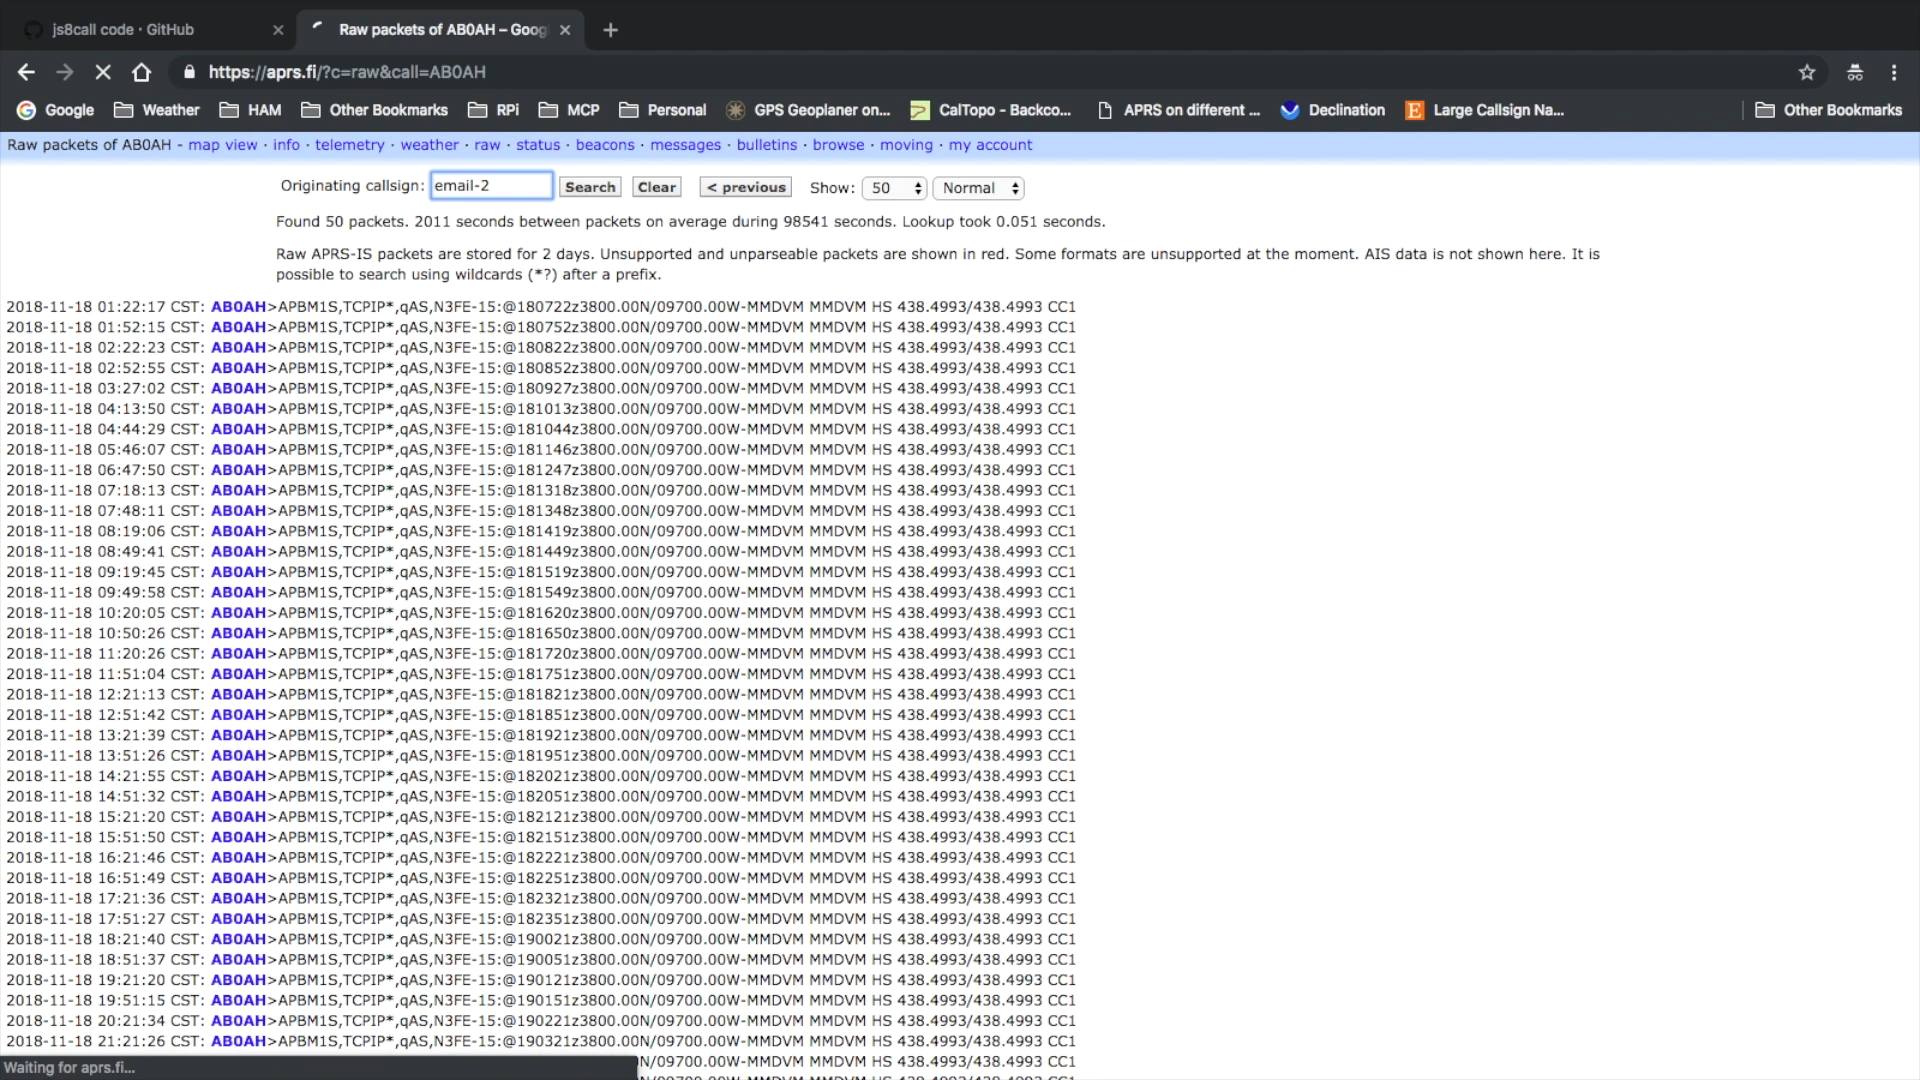 js8call code · GitHub
Raw packets of AB0AH – Goog
https://aprs.fi/?c=raw&call=AB0AH
Google Weather HAM Other Bookmarks RPi MCP Personal GPS Geoplaner on... CalTopo - Backco... APRS on different ... Declination Large Callsign Na... Other Bookmarks
Raw packets of AB0AH - map view · info · telemetry · weather · raw · status · beacons · messages · bulletins · browse · moving · my account
Originating callsign: email-2 Search Clear < previous Show: 50 Normal
Found 50 packets. 2011 seconds between packets on average during 98541 seconds. Lookup took 0.051 seconds.
Raw APRS-IS packets are stored for 2 days. Unsupported and unparseable packets are shown in red. Some formats are unsupported at the moment. AIS data is not shown here. It is
possible to search using wildcards (*?) after a prefix.
2018-11-18 01:22:17 CST: AB0AH>APBM1S,TCPIP*,qAS,N3FE-15:@180722z3800.00N/09700.00W-MMDVM MMDVM HS 438.4993/438.4993 CC1
2018-11-18 01:52:15 CST: AB0AH>APBM1S,TCPIP*,qAS,N3FE-15:@180752z3800.00N/09700.00W-MMDVM MMDVM HS 438.4993/438.4993 CC1
2018-11-18 02:22:23 CST: AB0AH>APBM1S,TCPIP*,qAS,N3FE-15:@180822z3800.00N/09700.00W-MMDVM MMDVM HS 438.4993/438.4993 CC1
2018-11-18 02:52:55 CST: AB0AH>APBM1S,TCPIP*,qAS,N3FE-15:@180852z3800.00N/09700.00W-MMDVM MMDVM HS 438.4993/438.4993 CC1
2018-11-18 03:27:02 CST: AB0AH>APBM1S,TCPIP*,qAS,N3FE-15:@180927z3800.00N/09700.00W-MMDVM MMDVM HS 438.4993/438.4993 CC1
2018-11-18 04:13:50 CST: AB0AH>APBM1S,TCPIP*,qAS,N3FE-15:@181013z3800.00N/09700.00W-MMDVM MMDVM HS 438.4993/438.4993 CC1
2018-11-18 04:44:29 CST: AB0AH>APBM1S,TCPIP*,qAS,N3FE-15:@181044z3800.00N/09700.00W-MMDVM MMDVM HS 438.4993/438.4993 CC1
2018-11-18 05:46:07 CST: AB0AH>APBM1S,TCPIP*,qAS,N3FE-15:@181146z3800.00N/09700.00W-MMDVM MMDVM HS 438.4993/438.4993 CC1
2018-11-18 06:47:50 CST: AB0AH>APBM1S,TCPIP*,qAS,N3FE-15:@181247z3800.00N/09700.00W-MMDVM MMDVM HS 438.4993/438.4993 CC1
2018-11-18 07:18:13 CST: AB0AH>APBM1S,TCPIP*,qAS,N3FE-15:@181318z3800.00N/09700.00W-MMDVM MMDVM HS 438.4993/438.4993 CC1
2018-11-18 07:48:11 CST: AB0AH>APBM1S,TCPIP*,qAS,N3FE-15:@181348z3800.00N/09700.00W-MMDVM MMDVM HS 438.4993/438.4993 CC1
2018-11-18 08:19:06 CST: AB0AH>APBM1S,TCPIP*,qAS,N3FE-15:@181419z3800.00N/09700.00W-MMDVM MMDVM HS 438.4993/438.4993 CC1
2018-11-18 08:49:41 CST: AB0AH>APBM1S,TCPIP*,qAS,N3FE-15:@181449z3800.00N/09700.00W-MMDVM MMDVM HS 438.4993/438.4993 CC1
2018-11-18 09:19:45 CST: AB0AH>APBM1S,TCPIP*,qAS,N3FE-15:@181519z3800.00N/09700.00W-MMDVM MMDVM HS 438.4993/438.4993 CC1
2018-11-18 09:49:58 CST: AB0AH>APBM1S,TCPIP*,qAS,N3FE-15:@181549z3800.00N/09700.00W-MMDVM MMDVM HS 438.4993/438.4993 CC1
2018-11-18 10:20:05 CST: AB0AH>APBM1S,TCPIP*,qAS,N3FE-15:@181620z3800.00N/09700.00W-MMDVM MMDVM HS 438.4993/438.4993 CC1
2018-11-18 10:50:26 CST: AB0AH>APBM1S,TCPIP*,qAS,N3FE-15:@181650z3800.00N/09700.00W-MMDVM MMDVM HS 438.4993/438.4993 CC1
2018-11-18 11:20:26 CST: AB0AH>APBM1S,TCPIP*,qAS,N3FE-15:@181720z3800.00N/09700.00W-MMDVM MMDVM HS 438.4993/438.4993 CC1
2018-11-18 11:51:04 CST: AB0AH>APBM1S,TCPIP*,qAS,N3FE-15:@181751z3800.00N/09700.00W-MMDVM MMDVM HS 438.4993/438.4993 CC1
2018-11-18 12:21:13 CST: AB0AH>APBM1S,TCPIP*,qAS,N3FE-15:@181821z3800.00N/09700.00W-MMDVM MMDVM HS 438.4993/438.4993 CC1
2018-11-18 12:51:42 CST: AB0AH>APBM1S,TCPIP*,qAS,N3FE-15:@181851z3800.00N/09700.00W-MMDVM MMDVM HS 438.4993/438.4993 CC1
2018-11-18 13:21:39 CST: AB0AH>APBM1S,TCPIP*,qAS,N3FE-15:@181921z3800.00N/09700.00W-MMDVM MMDVM HS 438.4993/438.4993 CC1
2018-11-18 13:51:26 CST: AB0AH>APBM1S,TCPIP*,qAS,N3FE-15:@181951z3800.00N/09700.00W-MMDVM MMDVM HS 438.4993/438.4993 CC1
2018-11-18 14:21:55 CST: AB0AH>APBM1S,TCPIP*,qAS,N3FE-15:@182021z3800.00N/09700.00W-MMDVM MMDVM HS 438.4993/438.4993 CC1
2018-11-18 14:51:32 CST: AB0AH>APBM1S,TCPIP*,qAS,N3FE-15:@182051z3800.00N/09700.00W-MMDVM MMDVM HS 438.4993/438.4993 CC1
2018-11-18 15:21:20 CST: AB0AH>APBM1S,TCPIP*,qAS,N3FE-15:@182121z3800.00N/09700.00W-MMDVM MMDVM HS 438.4993/438.4993 CC1
2018-11-18 15:51:50 CST: AB0AH>APBM1S,TCPIP*,qAS,N3FE-15:@182151z3800.00N/09700.00W-MMDVM MMDVM HS 438.4993/438.4993 CC1
2018-11-18 16:21:46 CST: AB0AH>APBM1S,TCPIP*,qAS,N3FE-15:@182221z3800.00N/09700.00W-MMDVM MMDVM HS 438.4993/438.4993 CC1
2018-11-18 16:51:49 CST: AB0AH>APBM1S,TCPIP*,qAS,N3FE-15:@182251z3800.00N/09700.00W-MMDVM MMDVM HS 438.4993/438.4993 CC1
2018-11-18 17:21:36 CST: AB0AH>APBM1S,TCPIP*,qAS,N3FE-15:@182321z3800.00N/09700.00W-MMDVM MMDVM HS 438.4993/438.4993 CC1
2018-11-18 17:51:27 CST: AB0AH>APBM1S,TCPIP*,qAS,N3FE-15:@182351z3800.00N/09700.00W-MMDVM MMDVM HS 438.4993/438.4993 CC1
2018-11-18 18:21:40 CST: AB0AH>APBM1S,TCPIP*,qAS,N3FE-15:@190021z3800.00N/09700.00W-MMDVM MMDVM HS 438.4993/438.4993 CC1
2018-11-18 18:51:37 CST: AB0AH>APBM1S,TCPIP*,qAS,N3FE-15:@190051z3800.00N/09700.00W-MMDVM MMDVM HS 438.4993/438.4993 CC1
2018-11-18 19:21:20 CST: AB0AH>APBM1S,TCPIP*,qAS,N3FE-15:@190121z3800.00N/09700.00W-MMDVM MMDVM HS 438.4993/438.4993 CC1
2018-11-18 19:51:15 CST: AB0AH>APBM1S,TCPIP*,qAS,N3FE-15:@190151z3800.00N/09700.00W-MMDVM MMDVM HS 438.4993/438.4993 CC1
2018-11-18 20:21:34 CST: AB0AH>APBM1S,TCPIP*,qAS,N3FE-15:@190221z3800.00N/09700.00W-MMDVM MMDVM HS 438.4993/438.4993 CC1
2018-11-18 21:21:26 CST: AB0AH>APBM1S,TCPIP*,qAS,N3FE-15:@190321z3800.00N/09700.00W-MMDVM MMDVM HS 438.4993/438.4993 CC1
N/09700.00W-MMDVM MMDVM HS 438.4993/438.4993 CC1
Waiting for aprs.fi...